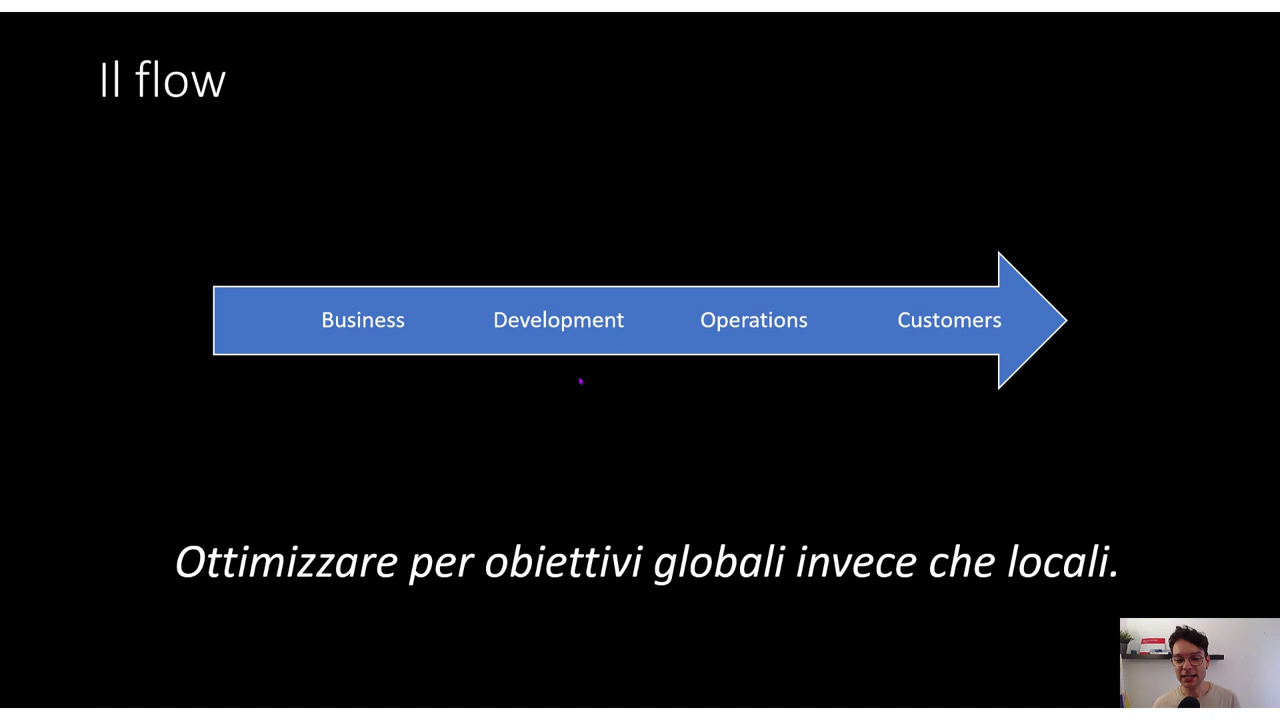 Il flow
Business Development Operations Customers
Ottimizzare per obiettivi globali invece che locali.